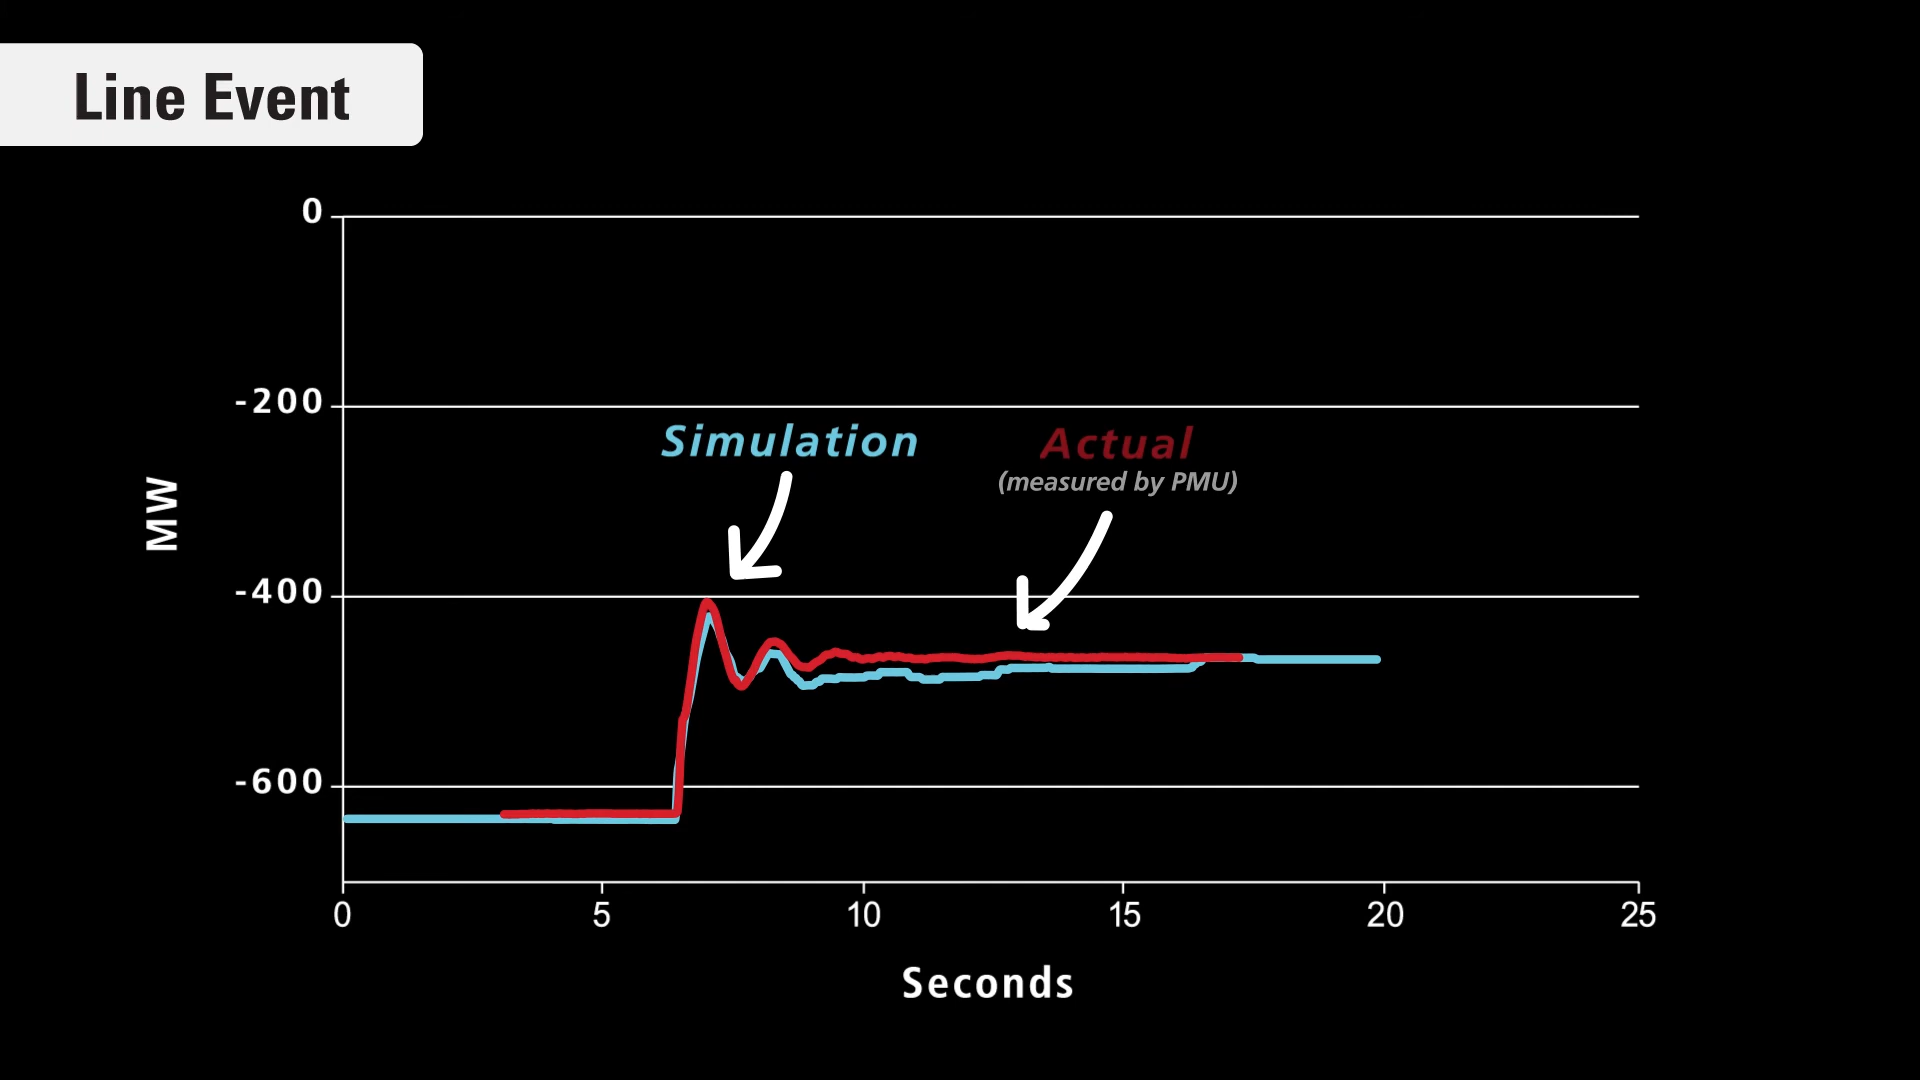 Line Event
0
-200
Simulation
Actual
(measured by PMU)
MW
-400
-600
0 5 10 15 20 25
Seconds